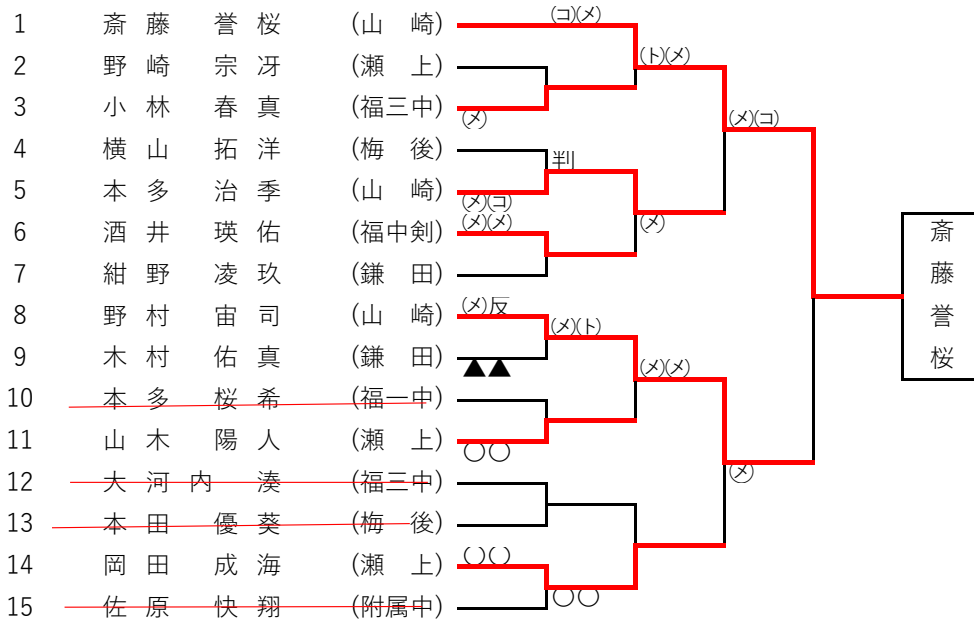 1 斎藤 誉桜 (山崎)
(コ)(メ)
2 野崎 宗冴 (瀬上)
(ト)(メ)
3 小林 春真 (福三中)
(メ)
(メ)(コ)
4 横山 拓洋 (梅後)
判
5 本多 治季 (山崎)
(メ)(コ)
(メ)(メ)
(メ)
6 酒井 瑛佑 (福中剣)
7 紺野 凌玖 (鎌田)
8 野村 宙司 (山崎)
(メ)反
(メ)(ト)
9 木村 佑真 (鎌田)
▲▲
(メ)(メ)
10 本多 桜希 (福一中)
11 山木 陽人 (瀬上)
○○
12 大河内 湊 (福三中)
(メ)
13 本田 優葵 (梅後)
14 岡田 成海 (瀬上)
○○
15 佐原 快翔 (附属中)
○○
斎藤誉桜